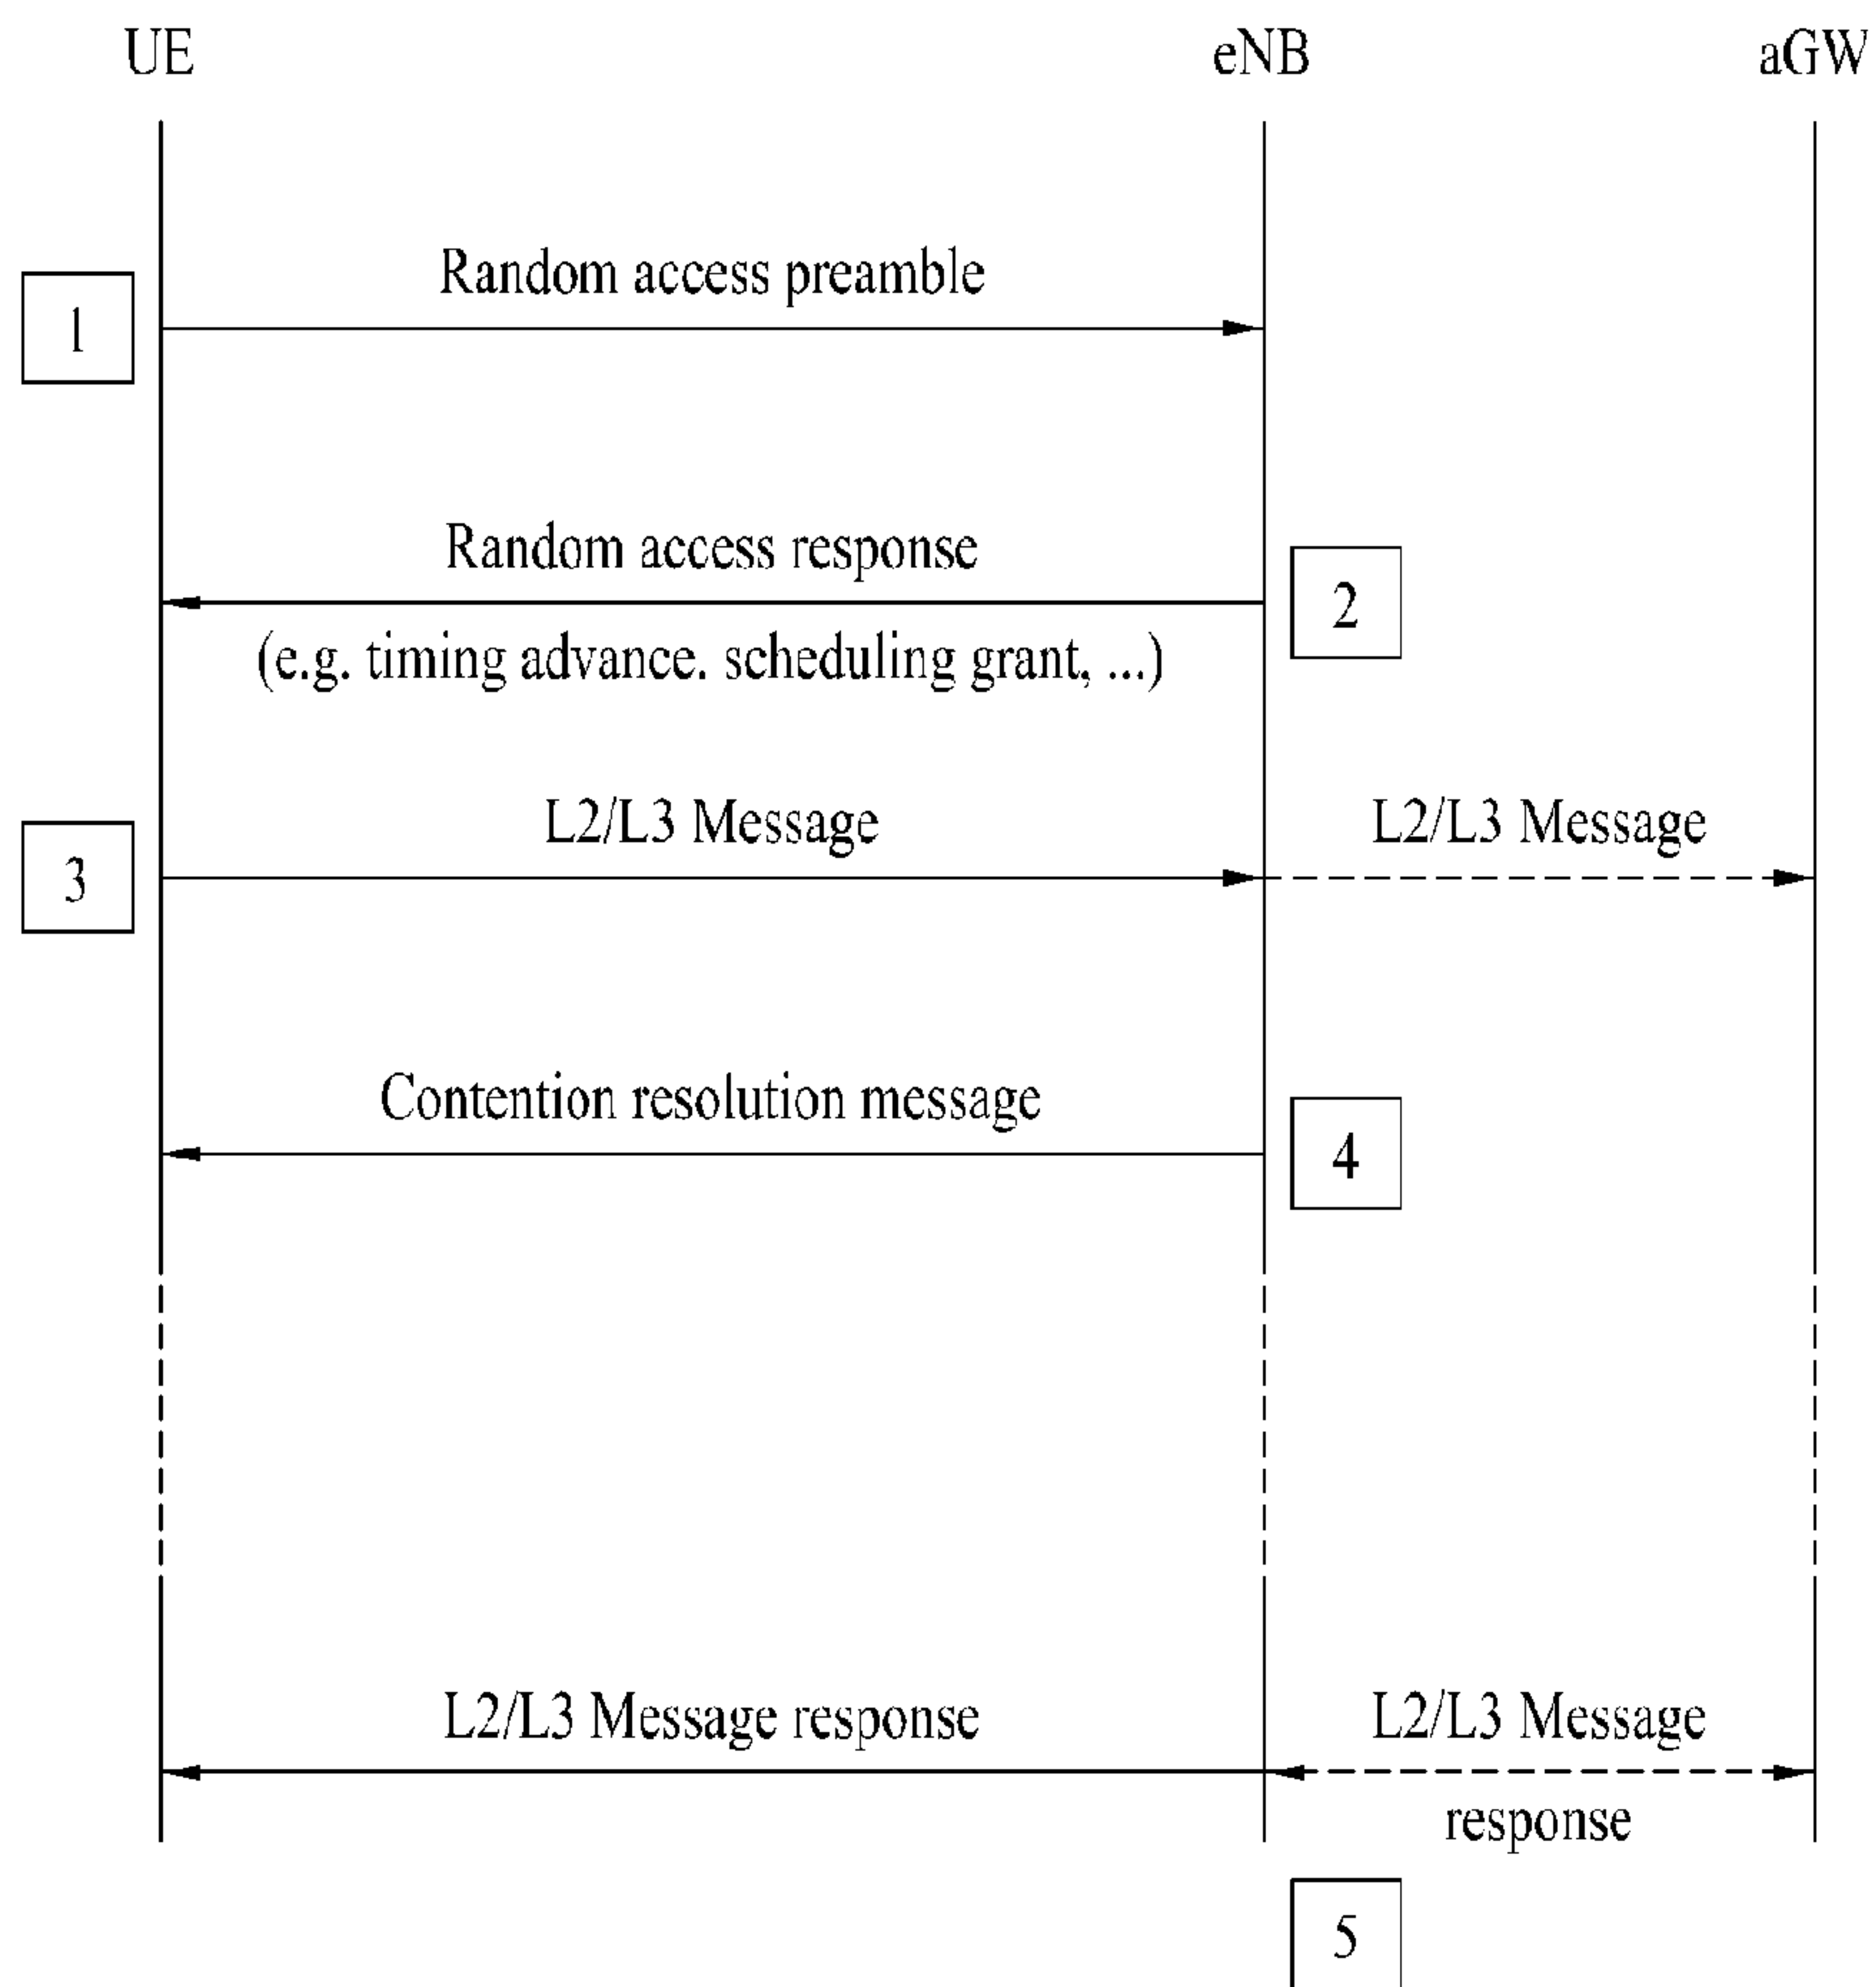 UE eNB aGW
Random access preamble
1
Random access response
2
(e.g. timing advance. scheduling grant, ...)
L2/L3 Message L2/L3 Message
3
Contention resolution message
4
L2/L3 Message response L2/L3 Message
response
5